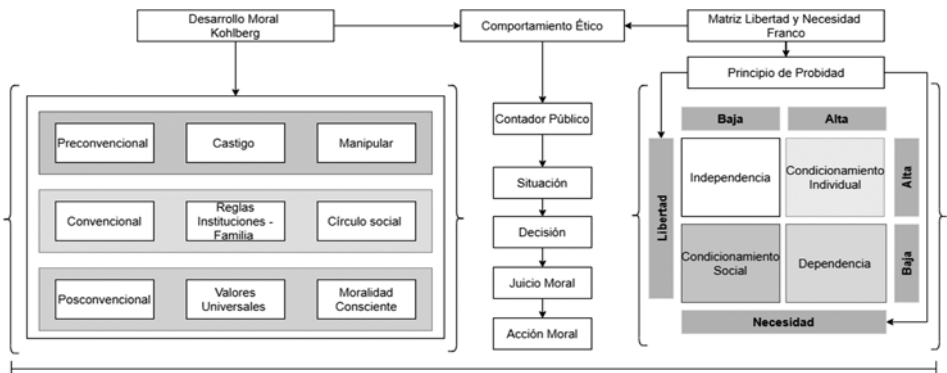 Desarrollo Moral
Kohlberg
Comportamiento Ético
Matriz Libertad y Necesidad
Franco
Principio de Probidad
Preconvencional
Castigo
Manipular
Convencional
Reglas
Instituciones -
Familia
Círculo social
Posconvencional
Valores
Universales
Moralidad
Consciente
Contador Público
Situación
Decisión
Juicio Moral
Acción Moral
Baja
Alta
Libertad
Independencia
Condicionamiento
Individual
Alta
Condicionamiento
Social
Dependencia
Baja
Necesidad